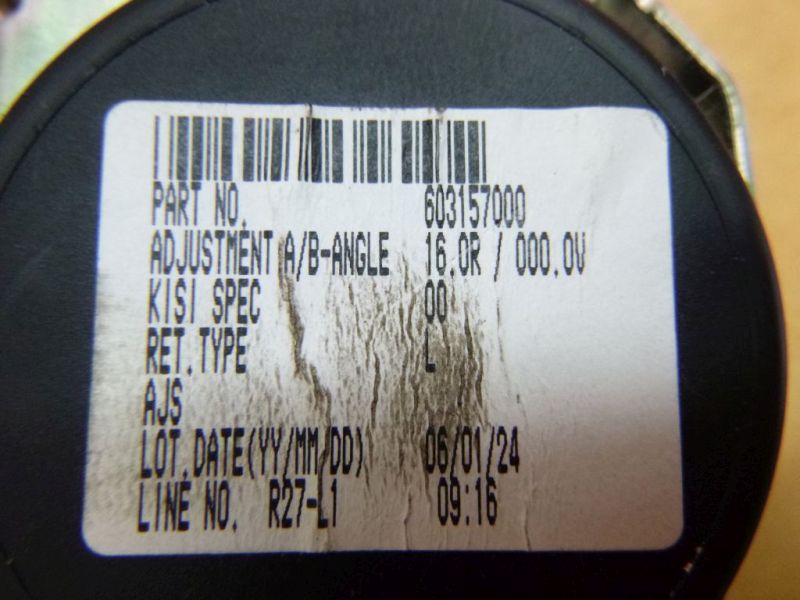 PART NO. 603157000
ADJUSTMENT A/B-ANGLE 16.0R / 000.0V
KISI SPEC 00
RET.TYPE L
AJS
LOT.DATE(YY/MM/DD) 06/01/24
LINE NO. R27-L1 09:16